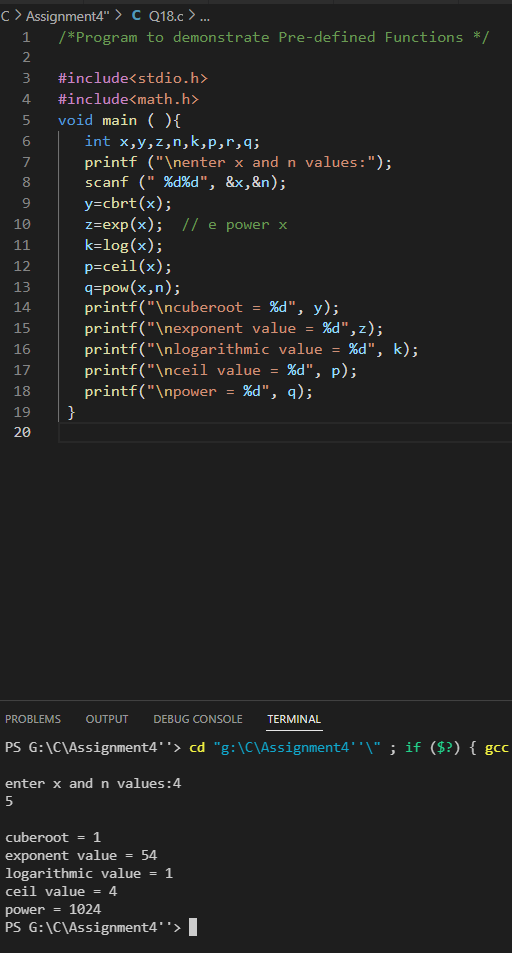 C > Assignment4'' > C Q18.c > ...
1 /*Program to demonstrate Pre-defined Functions */
2
3 #include<stdio.h>
4 #include<math.h>
5 void main ( ){
6 int x,y,z,n,k,p,r,q;
7 printf ("\nenter x and n values:");
8 scanf (" %d%d", &x,&n);
9 y=cbrt(x);
10 z=exp(x);  // e power x
11 k=log(x);
12 p=ceil(x);
13 q=pow(x,n);
14 printf("\ncuberoot = %d", y);
15 printf("\nexponent value = %d",z);
16 printf("\nlogarithmic value = %d", k);
17 printf("\nceil value = %d", p);
18 printf("\npower = %d", q);
19 }
20
PROBLEMS OUTPUT DEBUG CONSOLE TERMINAL
PS G:\C\Assignment4''> cd "g:\C\Assignment4''\" ; if ($?) { gcc
enter x and n values:4
5
cuberoot = 1
exponent value = 54
logarithmic value = 1
ceil value = 4
power = 1024
PS G:\C\Assignment4''>